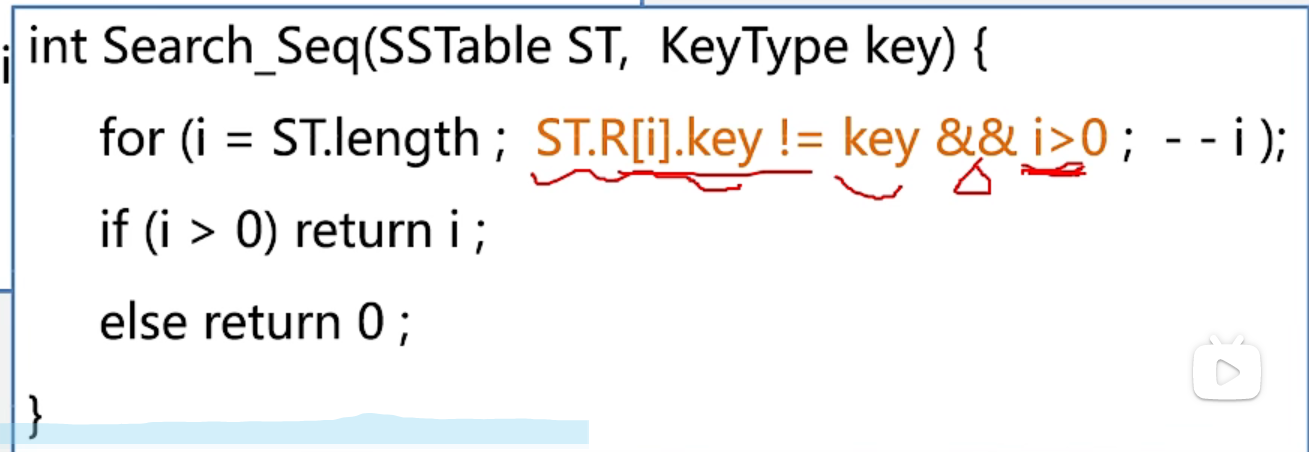 int Search_Seq(SSTable ST, KeyType key) {
for (i = ST.length ; ST.R[i].key != key && i>0 ; - - i );
if (i > 0) return i ;
else return 0 ;
}